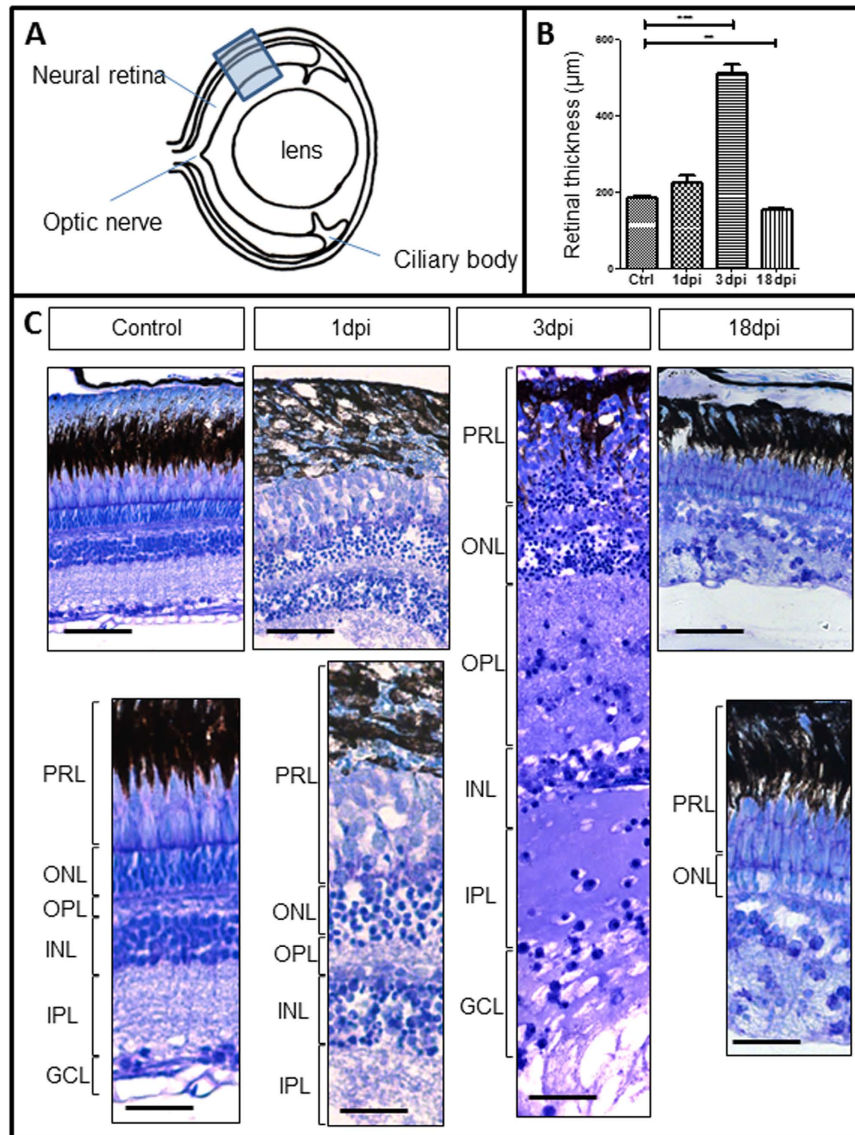 A
Neural retina
lens
Optic nerve
Ciliary body
B
Retinal thickness (µm)
600
400
200
0
Ctrl
1dpi
3dpi
18dpi
C
Control
1dpi
3dpi
18dpi
PRL
ONL
OPL
INL
IPL
GCL
PRL
ONL
OPL
INL
IPL
PRL
ONL
OPL
INL
IPL
GCL
PRL
ONL